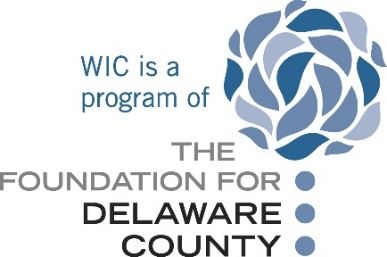 WIC is a
program of
THE
FOUNDATION FOR
DELAWARE
COUNTY